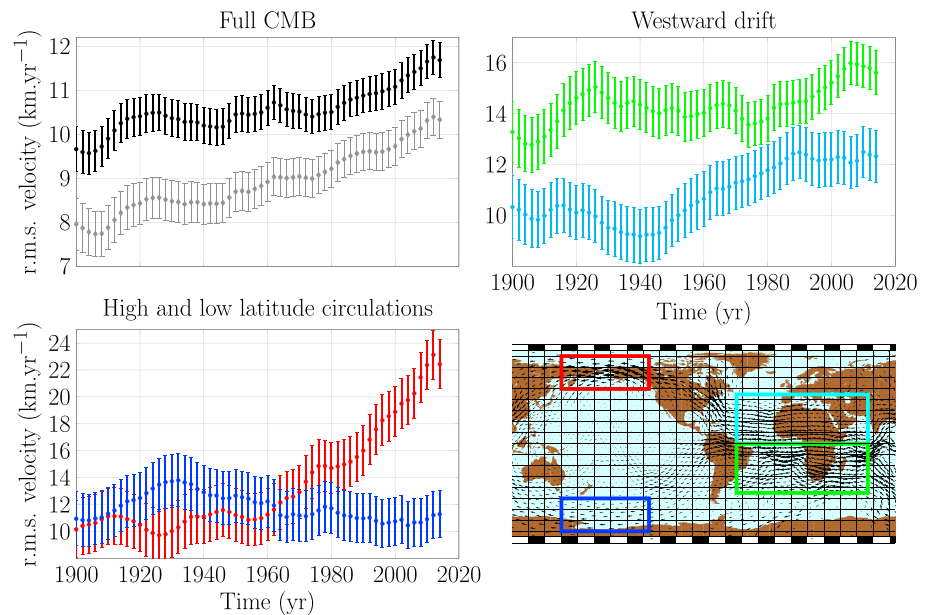 Full CMB
r.m.s. velocity (km.yr⁻¹)
12
11
10
9
8
7
Westward drift
16
14
12
10
1900 1920 1940 1960 1980 2000 2020
Time (yr)
High and low latitude circulations
r.m.s. velocity (km.yr⁻¹)
24
22
20
18
16
14
12
10
1900 1920 1940 1960 1980 2000 2020
Time (yr)